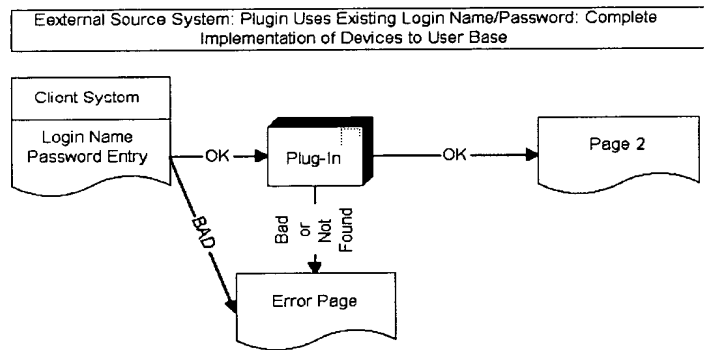 Eexternal Source System: Plugin Uses Existing Login Name/Password: Complete
Implementation of Devices to User Base
Client System
Login Name
Password Entry
OK
Plug-In
OK
Page 2
BAD
Bad
or
Not
Found
Error Page